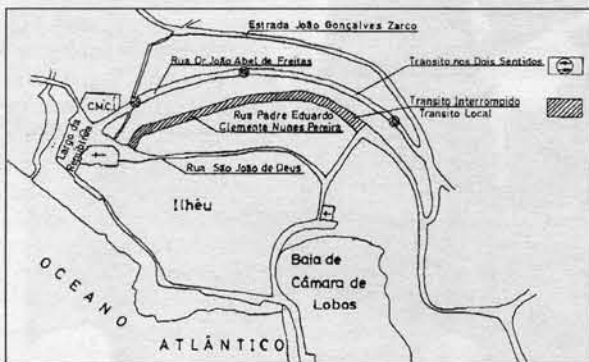 Estrada João Gonçalves Zarco
Rua Dr. João Abel de Freitas
Transito nos Dois Sentidos
C.M.C.L
Rua Padre Eduardo
Clemente Nunes Pereira
Transito Interrompido
Transito Local
Largo da
República
Rua São João de Deus
Ilhéu
Baia de
Câmara de
Lobos
OCEANO
ATLÂNTICO